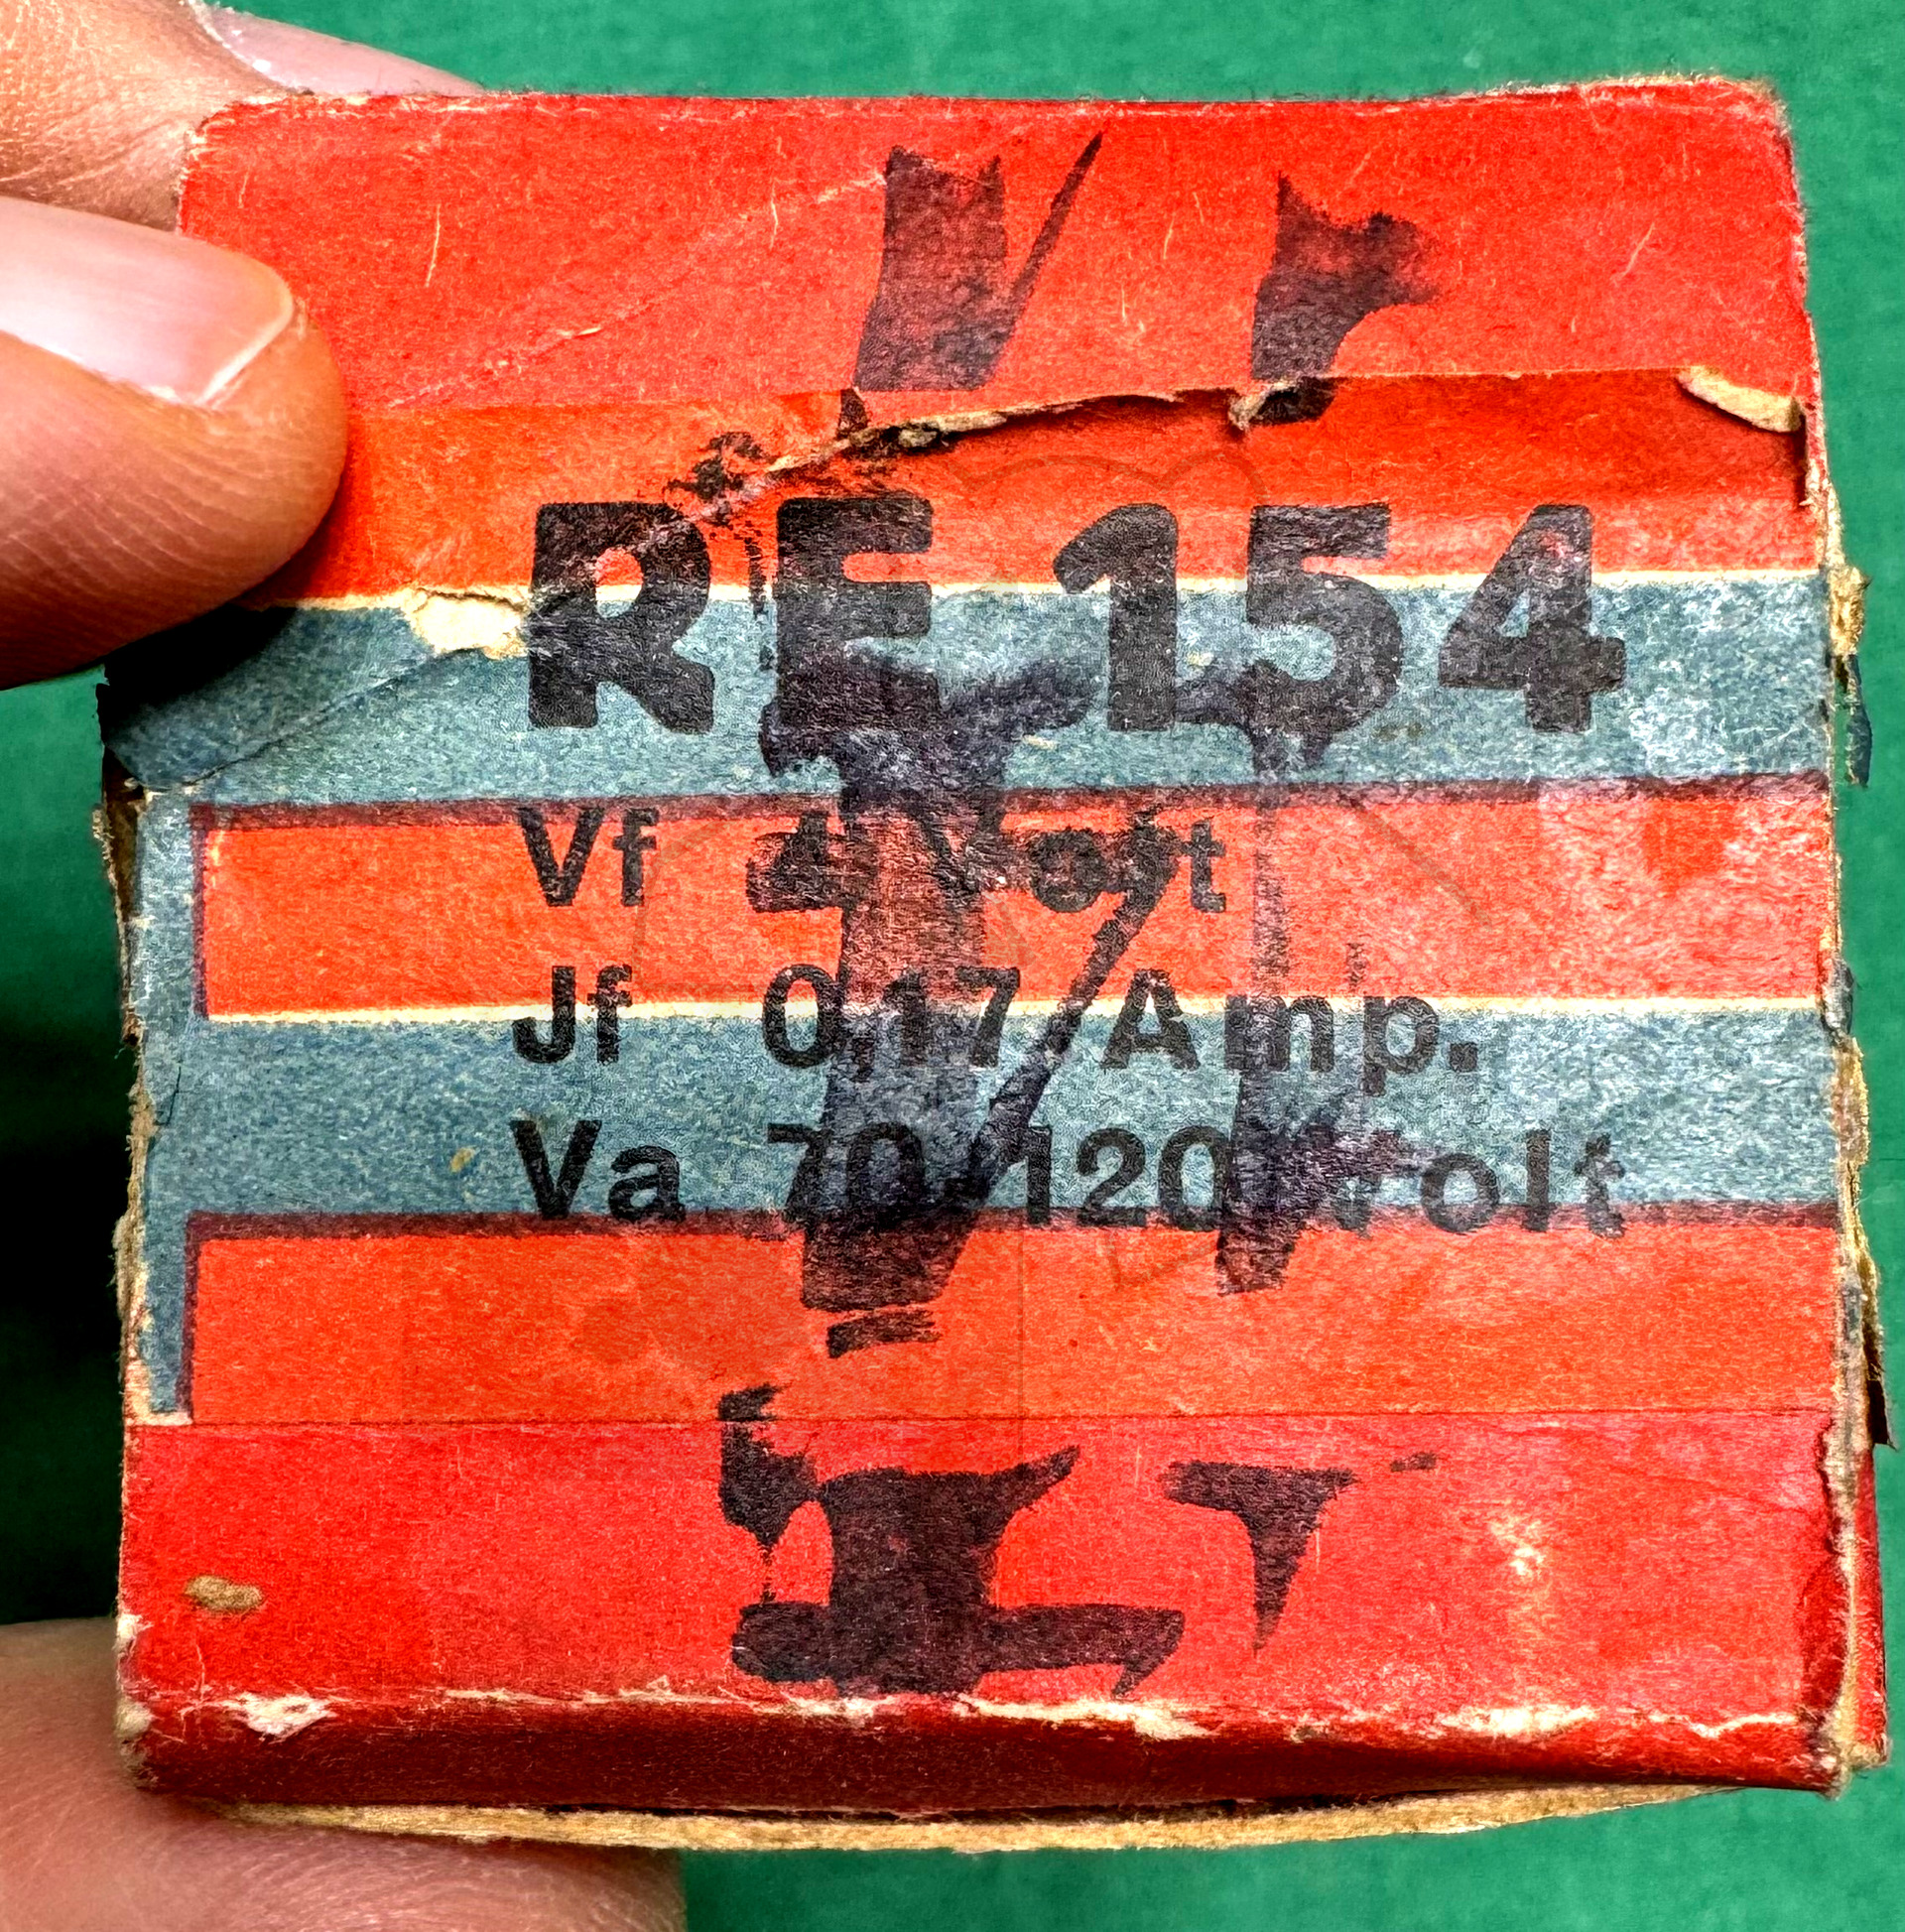 RE 154
Vf 4 Volt
Jf 0,17 Amp.
Va 70/120 Volt